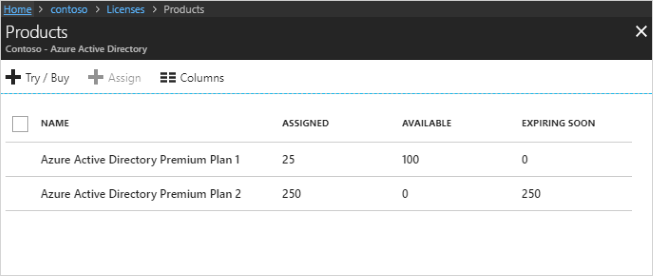 Home > contoso > Licenses > Products
Products
Contoso - Azure Active Directory
Try / Buy Assign Columns
NAME ASSIGNED AVAILABLE EXPIRING SOON
Azure Active Directory Premium Plan 1 25 100 0
Azure Active Directory Premium Plan 2 250 0 250